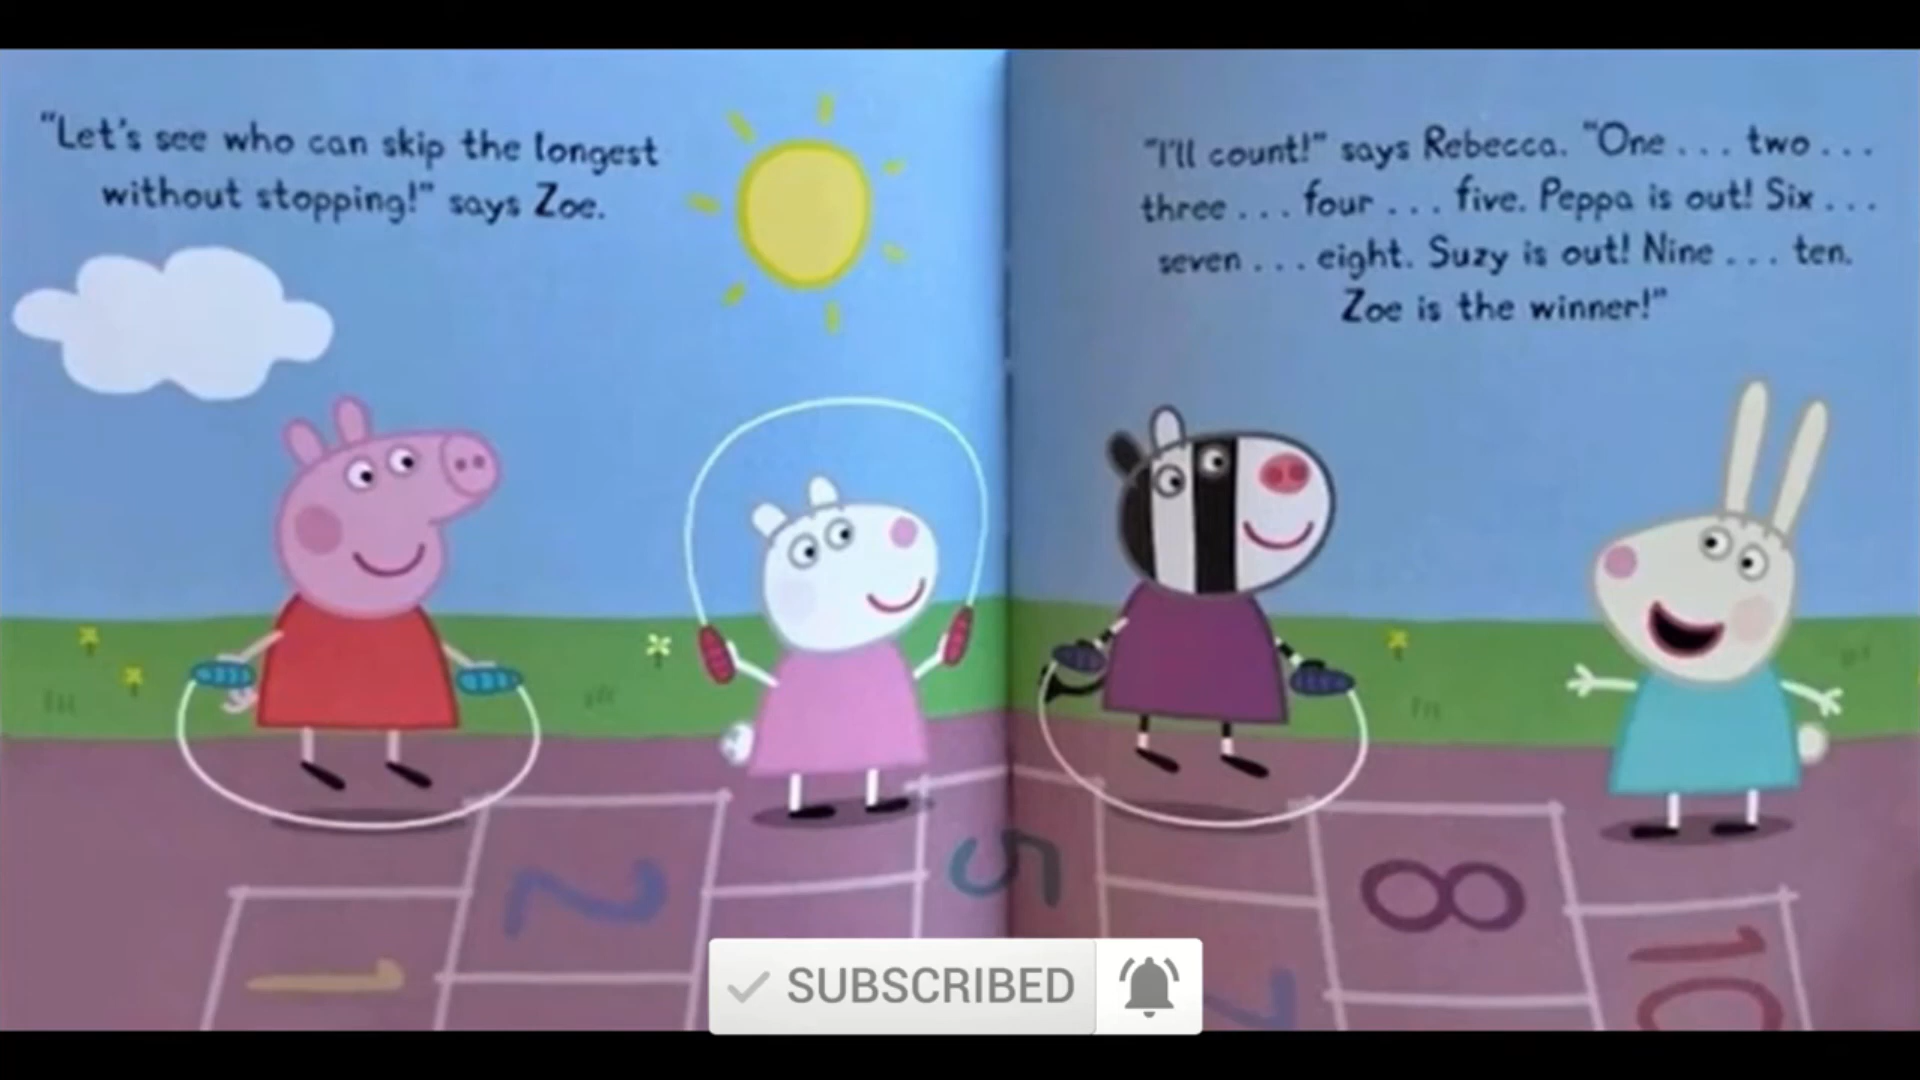 "Let's see who can skip the longest
without stopping!" says Zoe.
"I'll count!" says Rebecca. "One . . . two . . .
three . . . four . . . five. Peppa is out! Six . . .
seven . . . eight. Suzy is out! Nine . . . ten.
Zoe is the winner!"
1
2
5
7
8
10
SUBSCRIBED